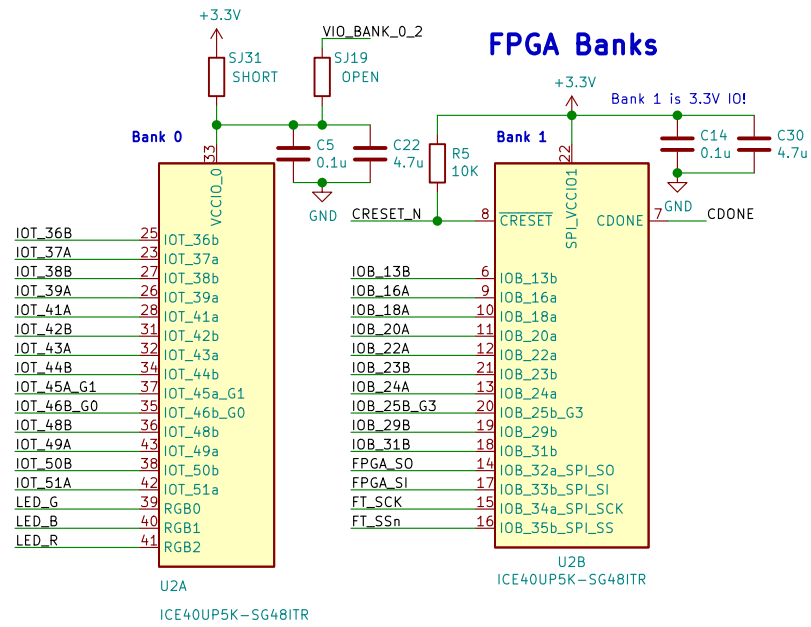 FPGA Banks
+3.3V
SJ31
SHORT
VIO_BANK_0_2
SJ19
OPEN
Bank 0
33
C5
0.1u
C22
4.7u
GND
VCCIO_0
IOT_36B 25 IOT_36b
IOT_37A 23 IOT_37a
IOT_38B 27 IOT_38b
IOT_39A 26 IOT_39a
IOT_41A 28 IOT_41a
IOT_42B 31 IOT_42b
IOT_43A 32 IOT_43a
IOT_44B 34 IOT_44b
IOT_45A_G1 37 IOT_45a_G1
IOT_46B_G0 35 IOT_46b_G0
IOT_48B 36 IOT_48b
IOT_49A 43 IOT_49a
IOT_50B 38 IOT_50b
IOT_51A 42 IOT_51a
LED_G 39 RGB0
LED_B 40 RGB1
LED_R 41 RGB2
U2A
ICE40UP5K-SG48ITR
+3.3V
Bank 1 is 3.3V IO!
Bank 1
R5
10K
22
C14
0.1u
C30
4.7u
GND
SPI_VCCIO1
CRESET_N 8 CRESET
CDONE 7 CDONE
IOB_13B 6 IOB_13b
IOB_16A 9 IOB_16a
IOB_18A 10 IOB_18a
IOB_20A 11 IOB_20a
IOB_22A 12 IOB_22a
IOB_23B 21 IOB_23b
IOB_24A 13 IOB_24a
IOB_25B_G3 20 IOB_25b_G3
IOB_29B 19 IOB_29b
IOB_31B 18 IOB_31b
FPGA_SO 14 IOB_32a_SPI_SO
FPGA_SI 17 IOB_33b_SPI_SI
FT_SCK 15 IOB_34a_SPI_SCK
FT_SSn 16 IOB_35b_SPI_SS
U2B
ICE40UP5K-SG48ITR